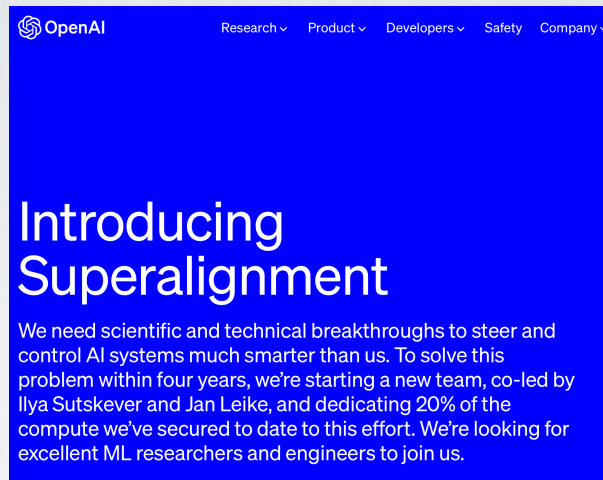 OpenAI
Research Product Developers Safety Company
Introducing
Superalignment
We need scientific and technical breakthroughs to steer and
control AI systems much smarter than us. To solve this
problem within four years, we’re starting a new team, co-led by
Ilya Sutskever and Jan Leike, and dedicating 20% of the
compute we’ve secured to date to this effort. We’re looking for
excellent ML researchers and engineers to join us.